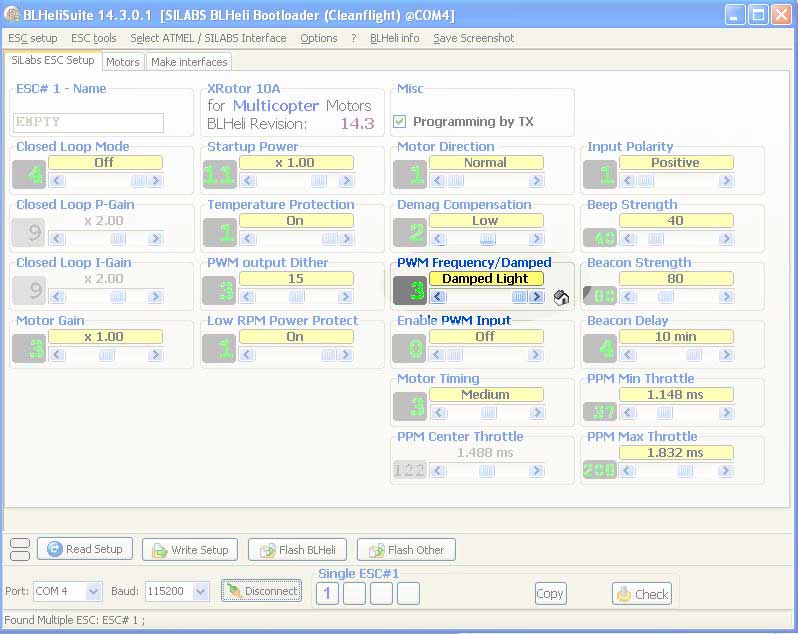 BLHeliSuite 14.3.0.1 [SILABS BLHeli Bootloader (Cleanflight) @COM4]
ESC setup ESC tools Select ATMEL / SILABS Interface Options ? BLHeli info Save Screenshot
SiLabs ESC Setup Motors Make interfaces
ESC# 1 - Name
EMPTY
XRotor 10A
for Multicopter Motors
BLHeli Revision: 14.3
Misc
Programming by TX
Closed Loop Mode
Off
4
Startup Power
x 1.00
11
Motor Direction
Normal
1
Input Polarity
Positive
1
Closed Loop P-Gain
x 2.00
9
Temperature Protection
On
1
Demag Compensation
Low
2
Beep Strength
40
40
Closed Loop I-Gain
x 2.00
9
PWM output Dither
15
3
PWM Frequency/Damped
Damped Light
3
Beacon Strength
80
80
Motor Gain
x 1.00
3
Low RPM Power Protect
On
1
Enable PWM Input
Off
0
Beacon Delay
10 min
4
Motor Timing
Medium
3
PPM Min Throttle
1.148 ms
37
PPM Center Throttle
1.488 ms
122
PPM Max Throttle
1.832 ms
208
Read Setup Write Setup Flash BLHeli Flash Other
Port: COM 4 Baud: 115200 Disconnect
Single ESC#1
1
Copy Check
Found Multiple ESC: ESC# 1 ;